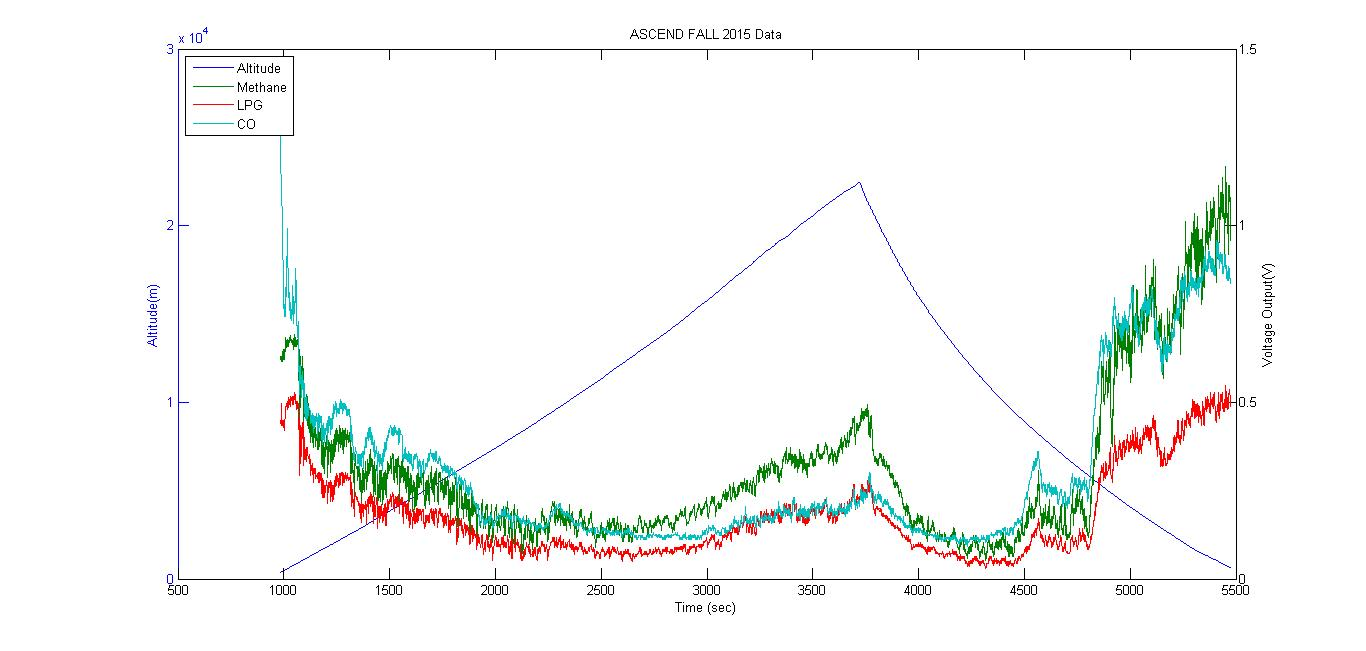 ASCEND FALL 2015 Data
x 10^4
3
2
1
0
Altitude(m)
Altitude
Methane
LPG
CO
1.5
1
0.5
0
Voltage Output(V)
500 1000 1500 2000 2500 3000 3500 4000 4500 5000 5500
Time (sec)